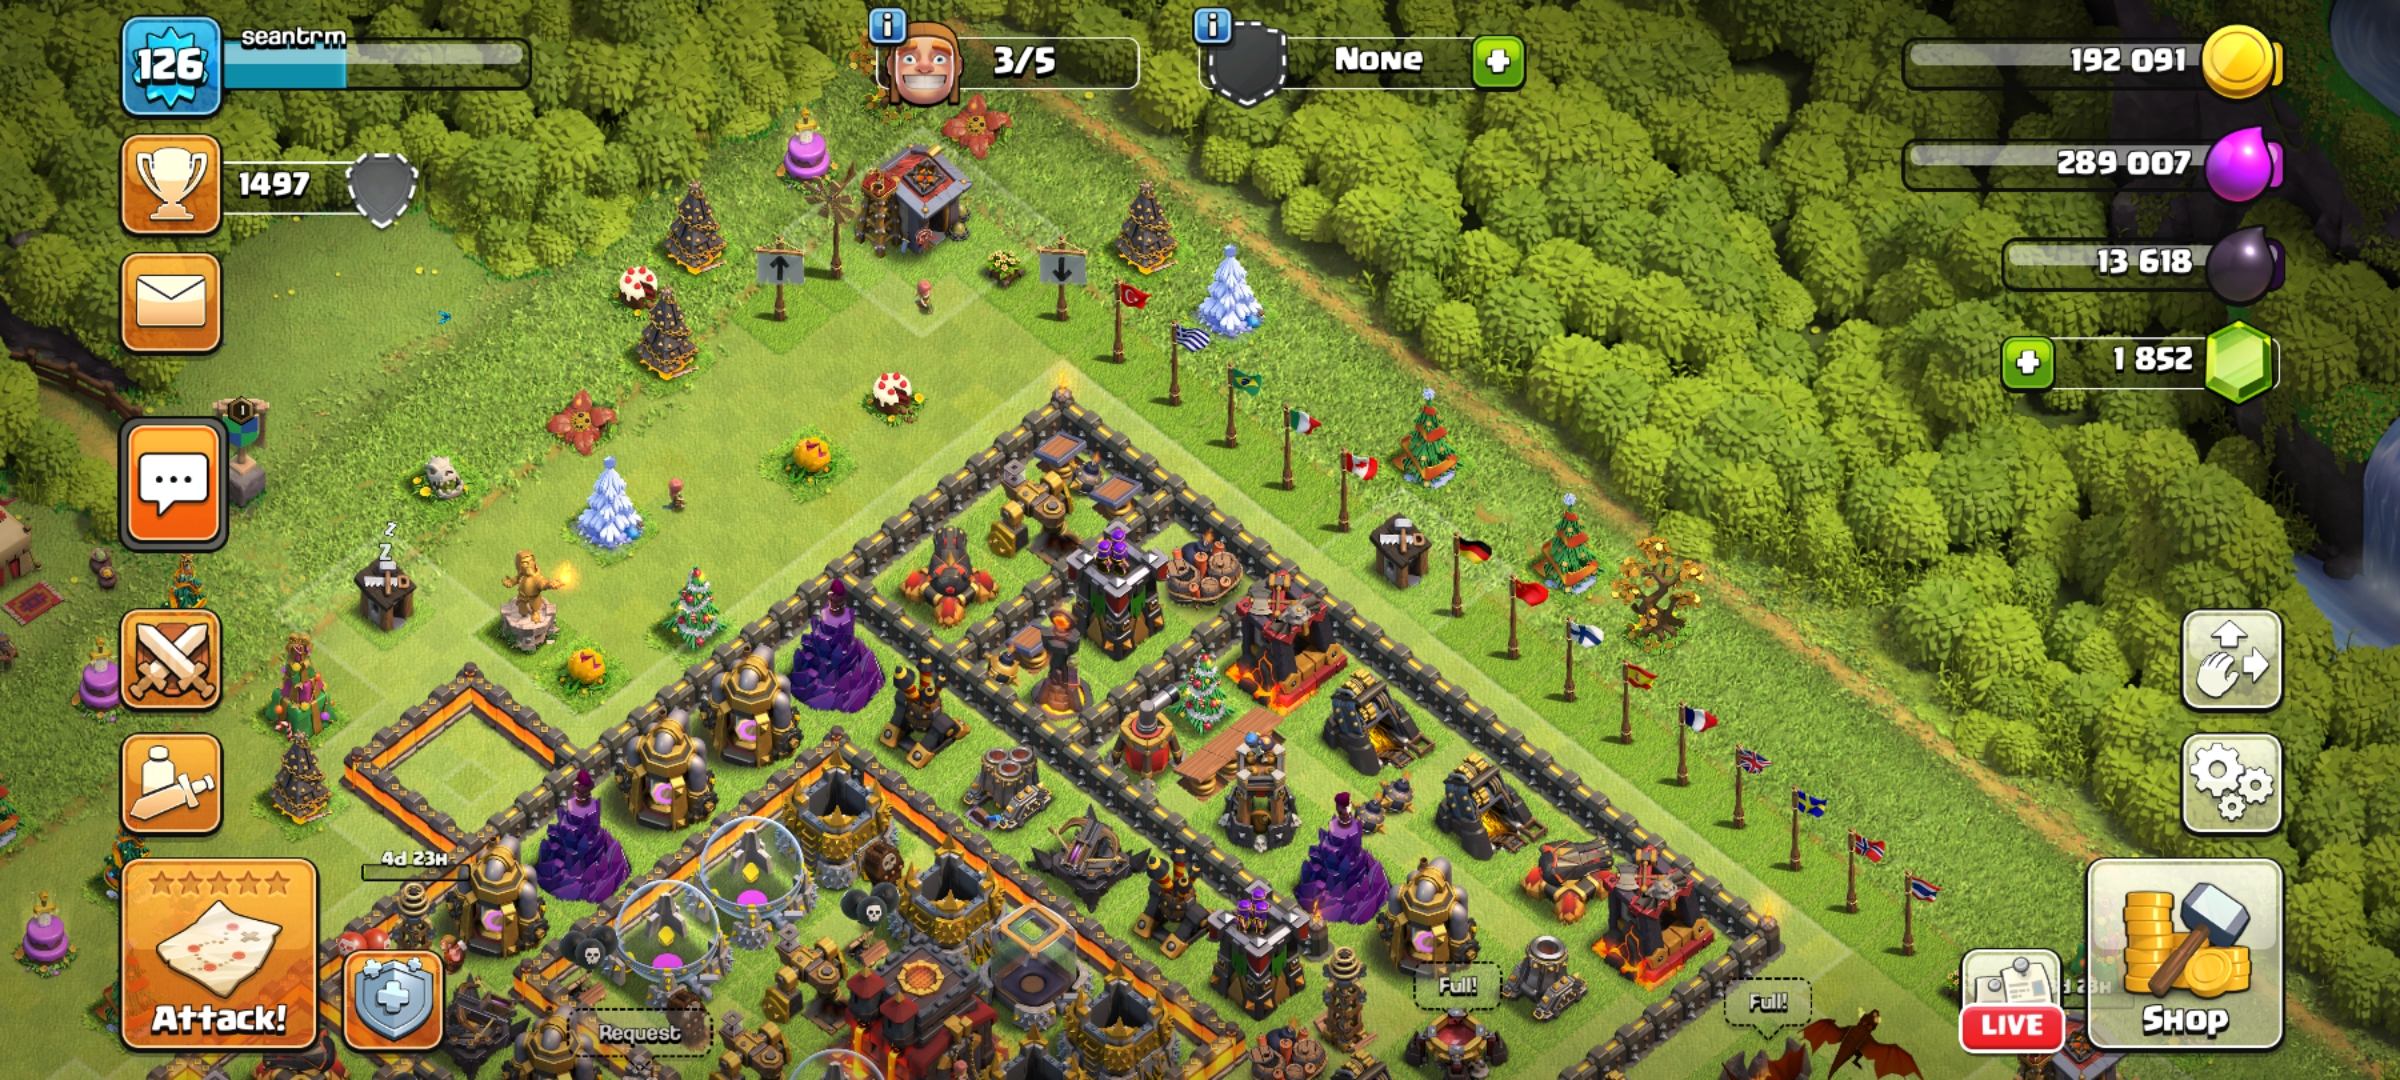 126
seantrm
3/5
None
192 091
1497
289 007
13 618
1 852
1
z
Z
4d 23H
Attack!
Request
Full!
Full!
LIVE
Shop